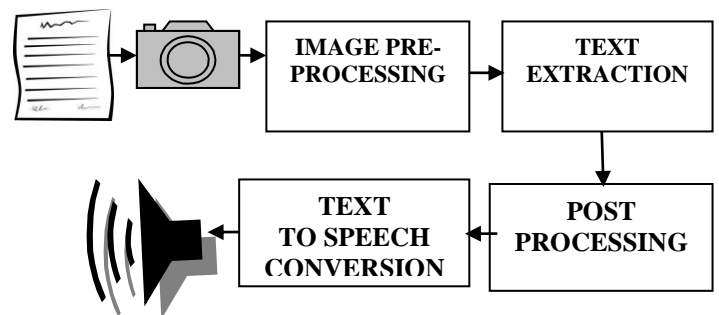 IMAGE PRE-
PROCESSING
TEXT
EXTRACTION
POST
PROCESSING
TEXT
TO SPEECH
CONVERSION